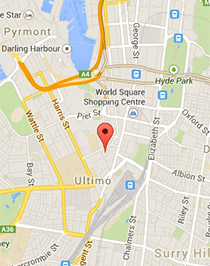 e Star
Pyrmont
George St
Darling Harbour
A4
Hyde Park
World Square
Shopping Centre
Harris St
Wattle St
Pier St
Oxford St
Elizabeth St
Bay St
Ultimo
Albion St
A36
Riley St
Surry Hil
Chalmers St